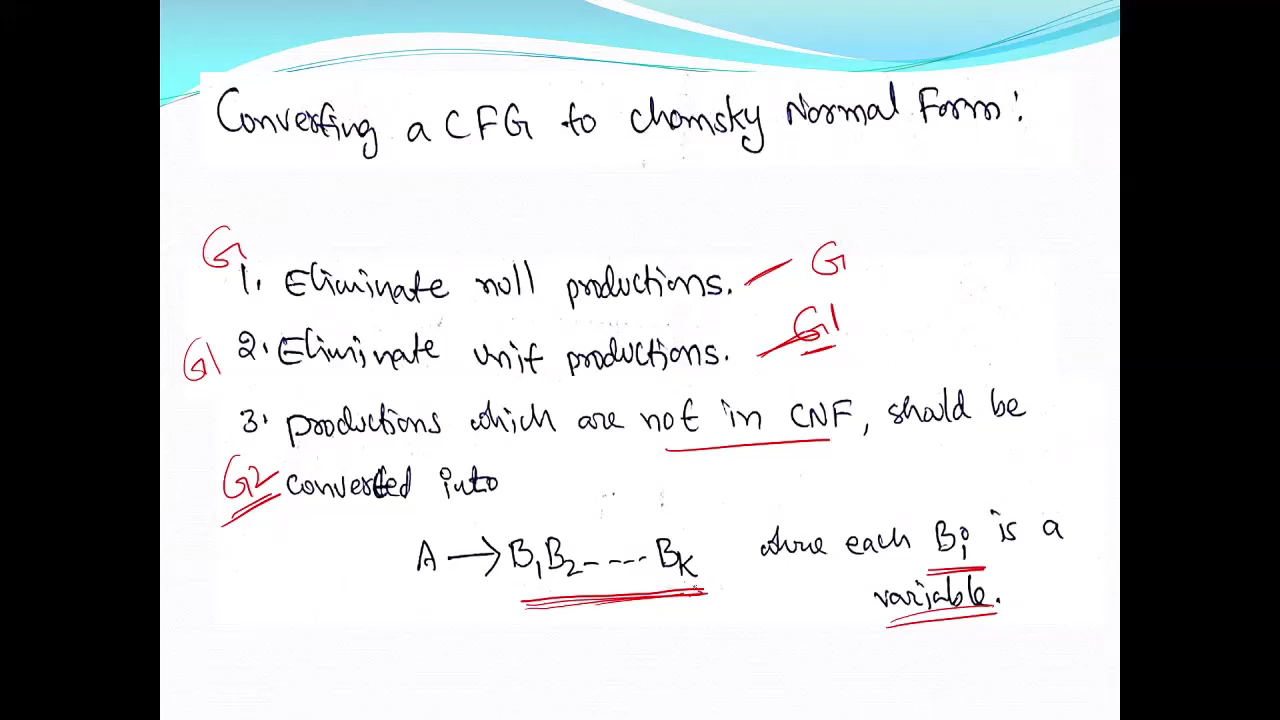 Converting a CFG to chomsky Normal Form:
G
1. Eliminate null productions. G
G1 2. Eliminate unit productions. G1
3. productions which are not in CNF, should be
G2 converted into
A → B1B2-----Bk where each Bi is a
variable.